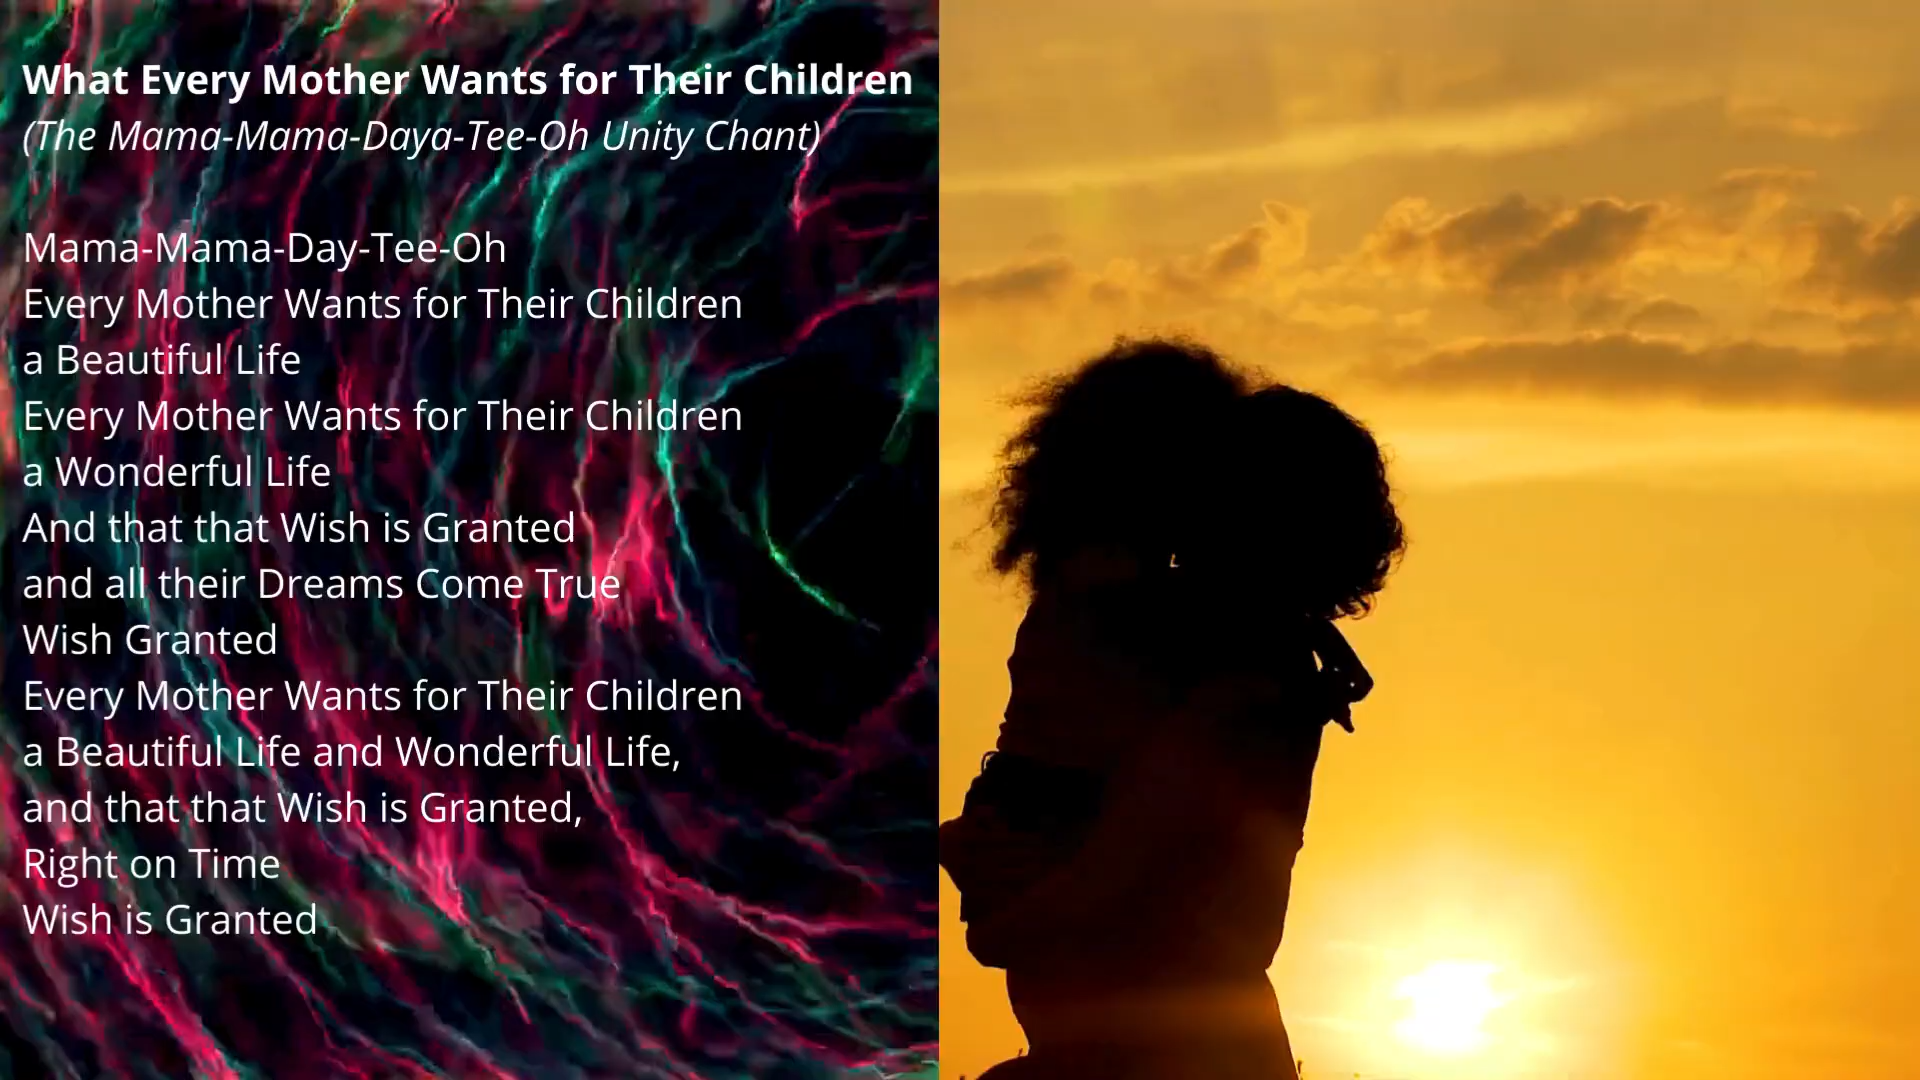 What Every Mother Wants for Their Children
(The Mama-Mama-Daya-Tee-Oh Unity Chant)
Mama-Mama-Day-Tee-Oh
Every Mother Wants for Their Children
a Beautiful Life
Every Mother Wants for Their Children
a Wonderful Life
And that that Wish is Granted
and all their Dreams Come True
Wish Granted
Every Mother Wants for Their Children
a Beautiful Life and Wonderful Life,
and that that Wish is Granted,
Right on Time
Wish is Granted